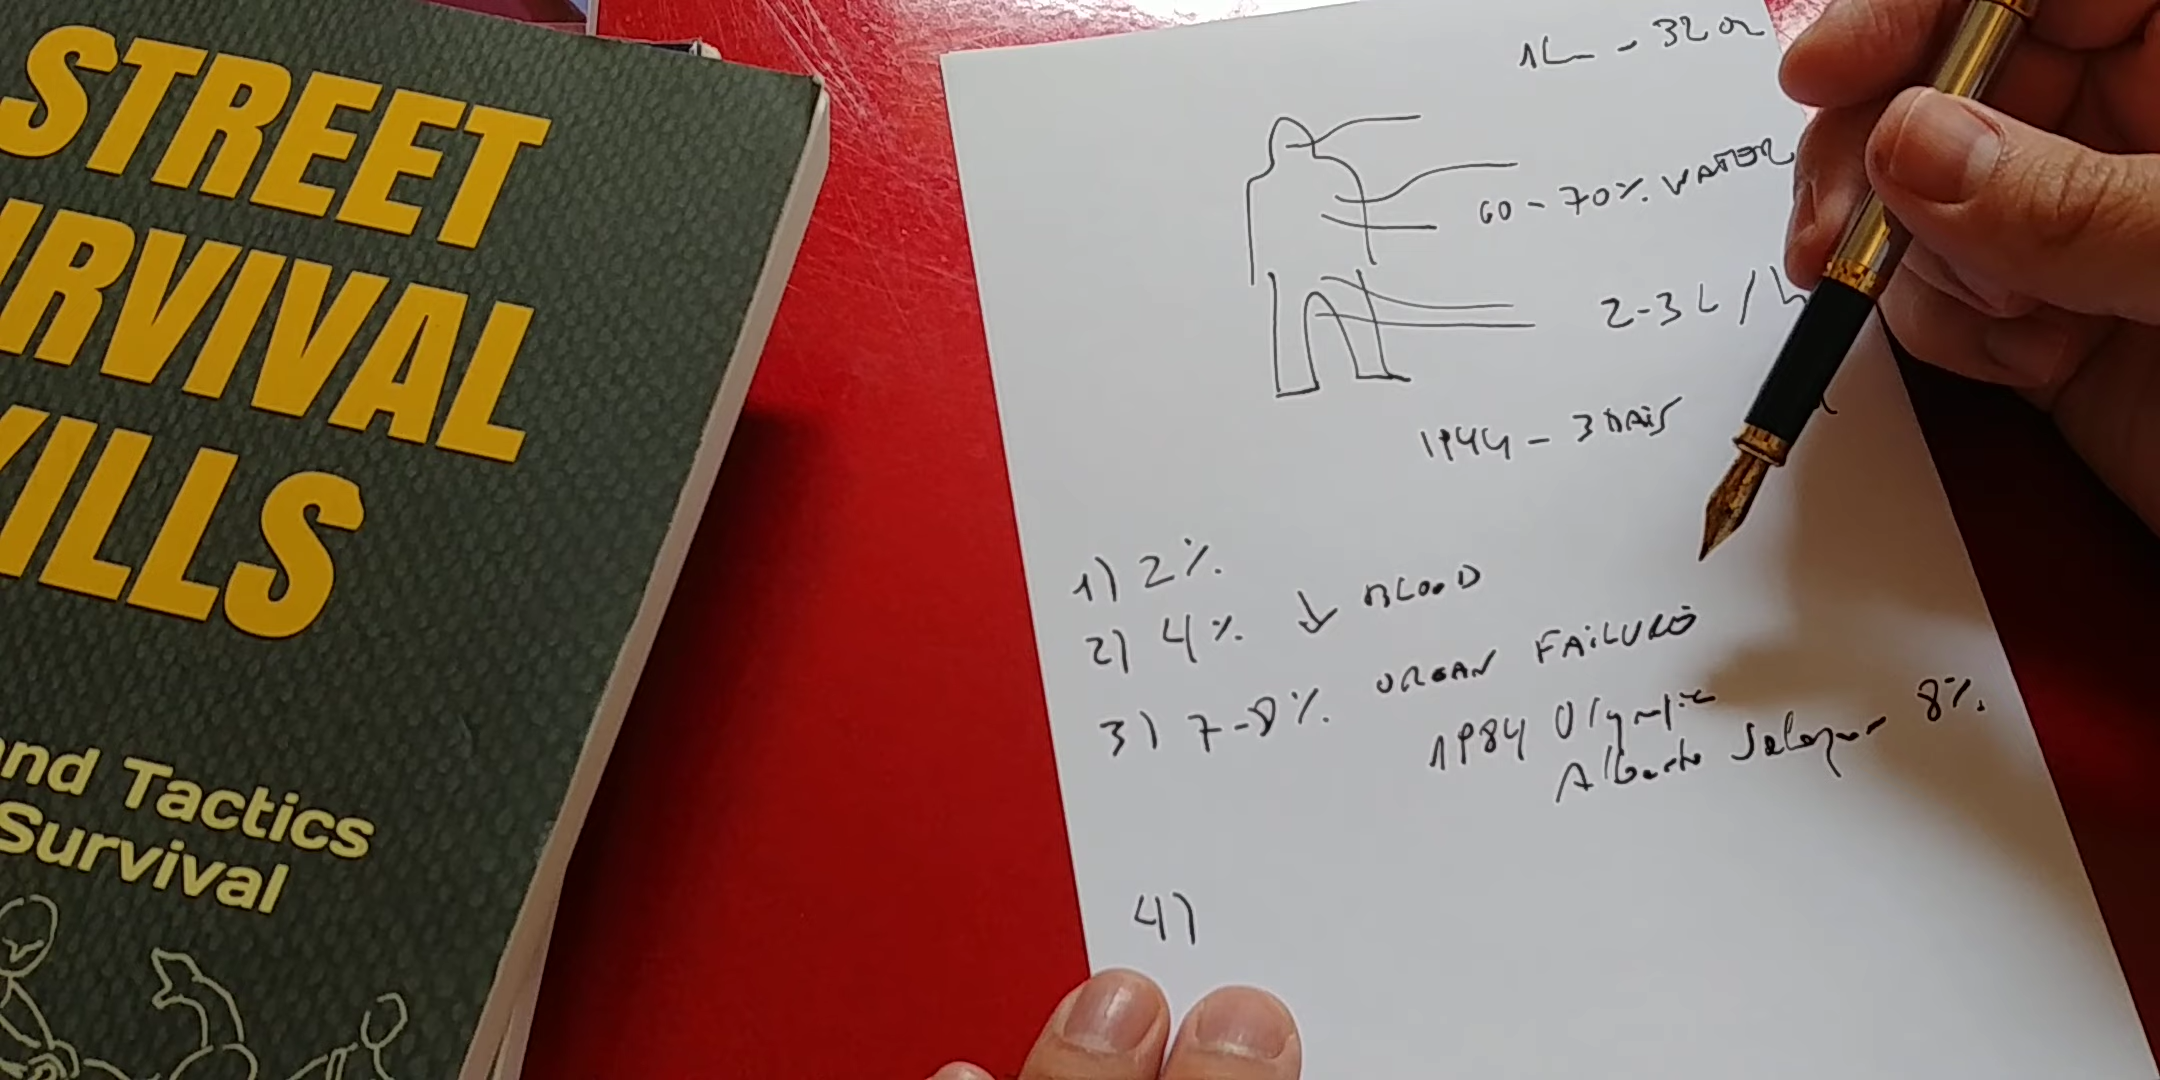 STREET
RVIVAL
ILLS
nd Tactics
Survival
1L - 32 oz
60 - 70% WATER
2-3 L / h
1944 - 3 DAYS
1) 2%
2) 4% ↓ BLOOD
3) 7-8% ORGAN FAILURE
1984 Olympic
Alberto Salazar 8%
4)